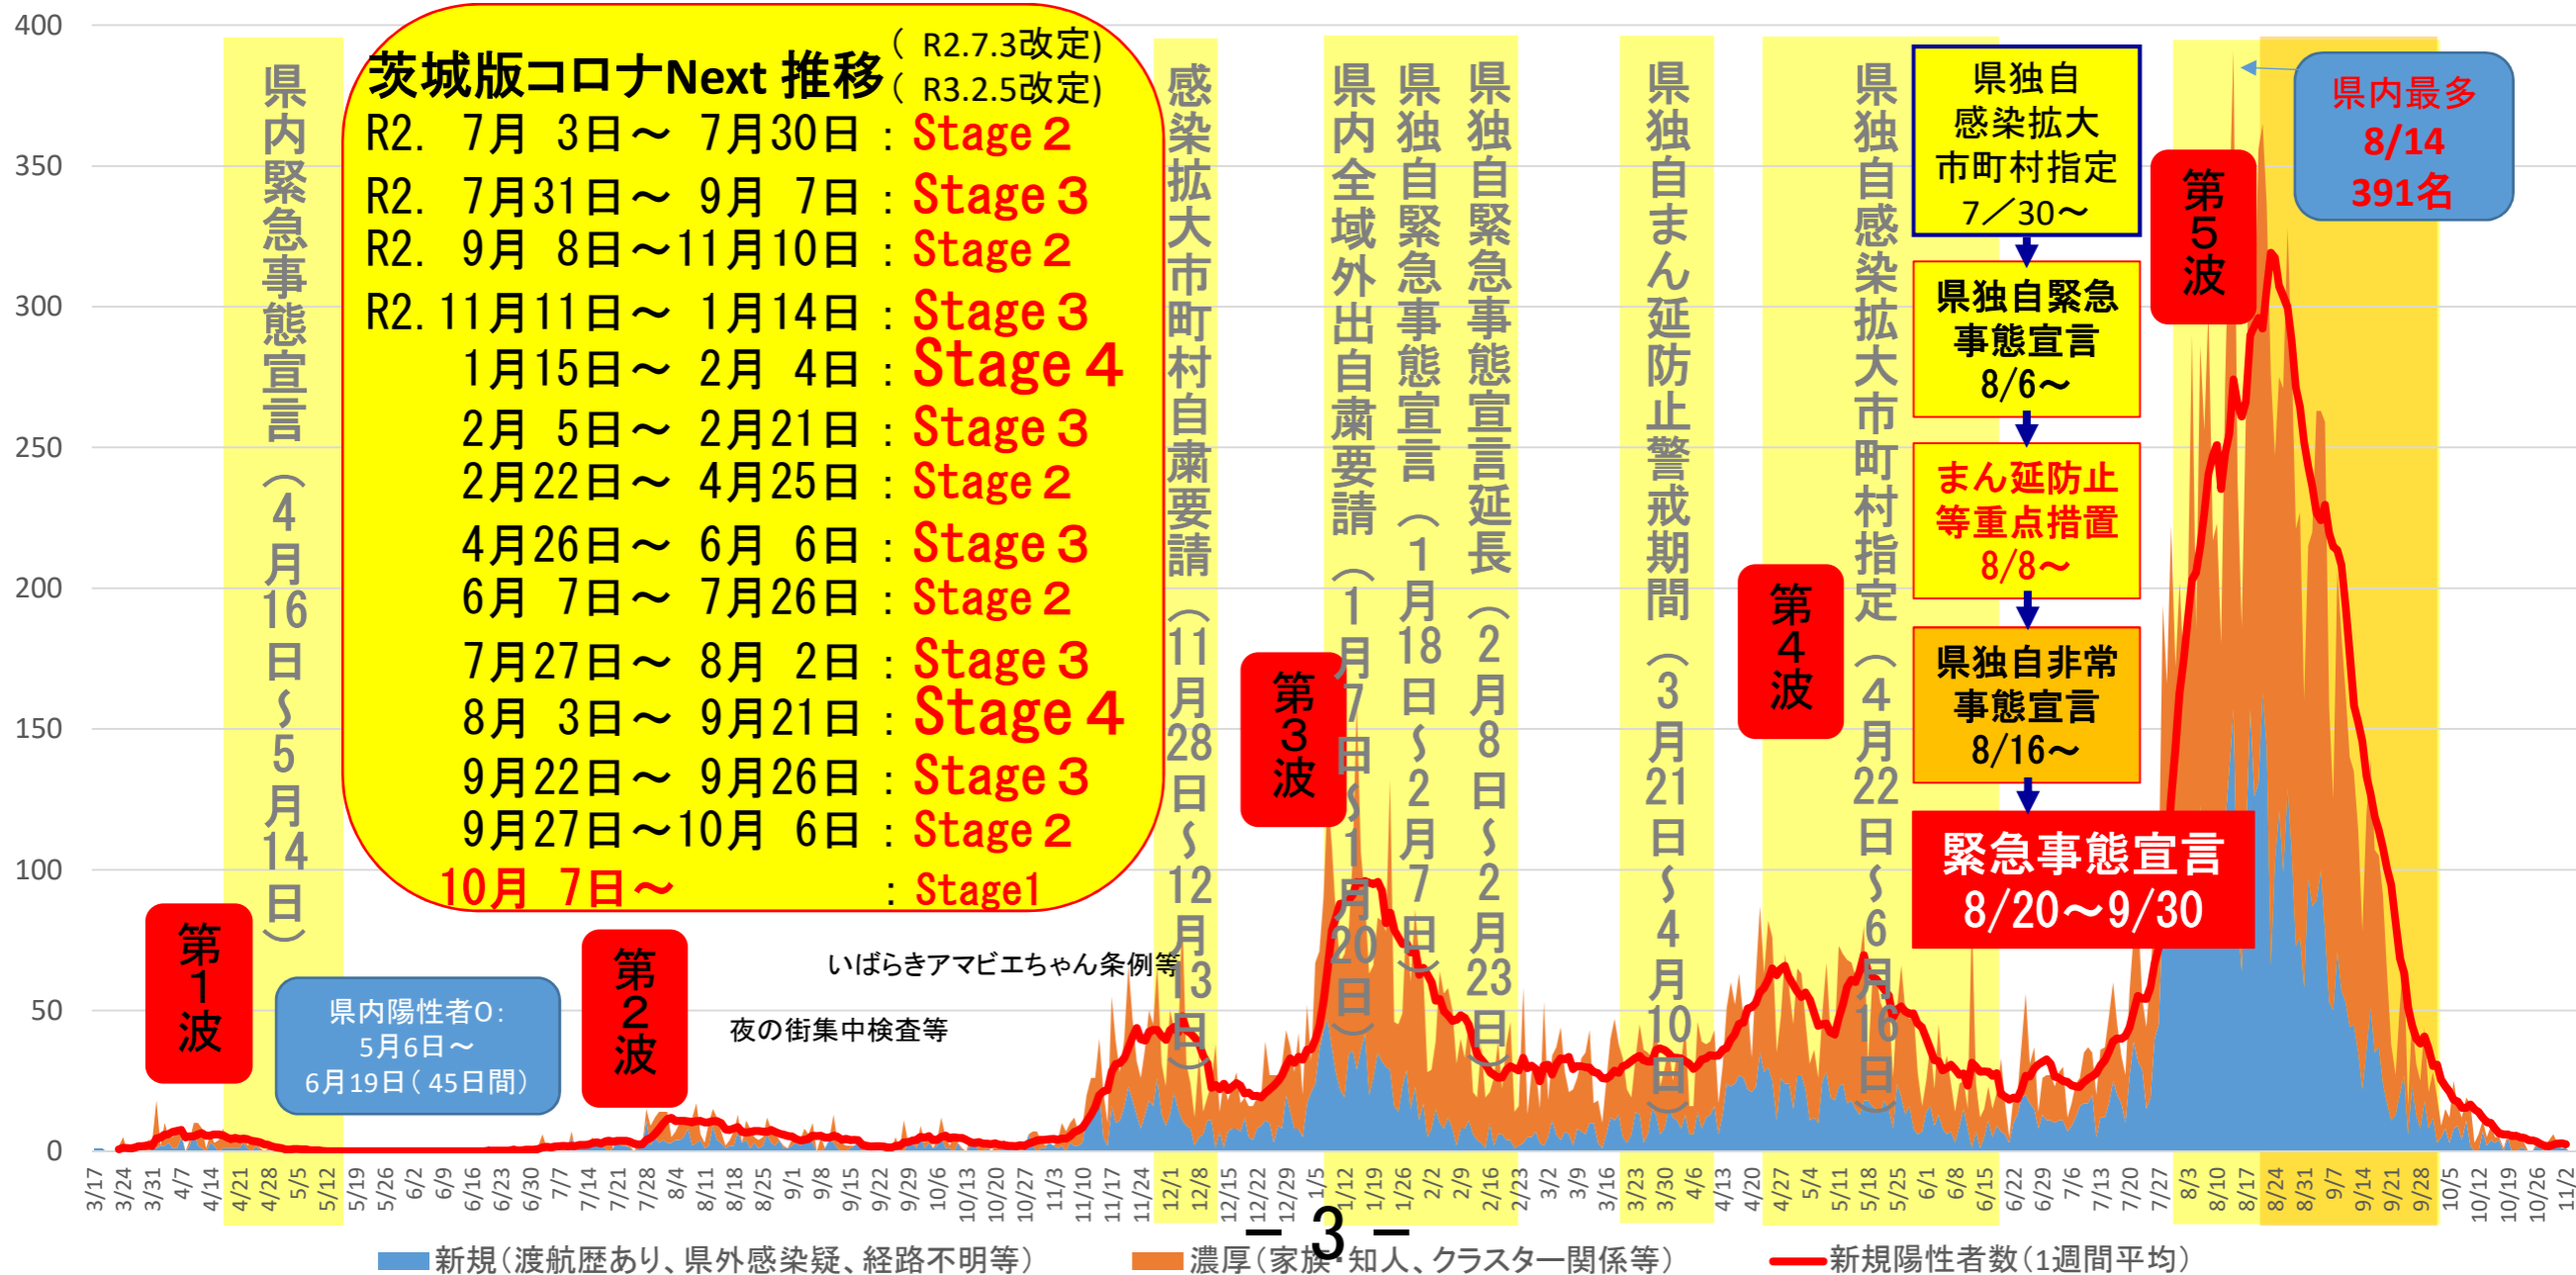 400
350
300
250
200
150
100
50
0
県内緊急事態宣言（4月16日～5月14日）
茨城版コロナNext 推移
( R2.7.3改定)
( R3.2.5改定)
R2. 7月 3日～ 7月30日 : Stage２
R2. 7月31日～ 9月 7日 : Stage３
R2. 9月 8日～11月10日 : Stage２
R2. 11月11日～ 1月14日 : Stage３
1月15日～ 2月 4日 : Stage４
2月 5日～ 2月21日 : Stage３
2月22日～ 4月25日 : Stage２
4月26日～ 6月 6日 : Stage３
6月 7日～ 7月26日 : Stage２
7月27日～ 8月 2日 : Stage３
8月 3日～ 9月21日 : Stage４
9月22日～ 9月26日 : Stage３
9月27日～10月 6日 : Stage２
10月 7日～ : Stage1
感染拡大市町村自粛要請（11月28日～12月13日）
県内全域外出自粛要請（1月7日～1月20日）
県独自緊急事態宣言（1月18日～2月7日）
県独自緊急事態宣言延長（2月8日～2月23日）
県独自まん延防止警戒期間（3月21日～4月10日）
県独自感染拡大市町村指定（4月22日～6月16日）
県独自
感染拡大
市町村指定
7／30～
県独自緊急
事態宣言
8/6～
まん延防止
等重点措置
8/8～
県独自非常
事態宣言
8/16～
緊急事態宣言
8/20～9/30
県内最多
8/14
391名
第１波
第２波
第３波
第４波
第５波
県内陽性者0：
5月6日～
6月19日（45日間）
いばらきアマビエちゃん条例等
夜の街集中検査等
3/17
3/24
3/31
4/7
4/14
4/21
4/28
5/5
5/12
5/19
5/26
6/2
6/9
6/16
6/23
6/30
7/7
7/14
7/21
7/28
8/4
8/11
8/18
8/25
9/1
9/8
9/15
9/22
9/29
10/6
10/13
10/20
10/27
11/3
11/10
11/17
11/24
12/1
12/8
12/15
12/22
12/29
1/5
1/12
1/19
1/26
2/2
2/9
2/16
2/23
3/2
3/9
3/16
3/23
3/30
4/6
4/13
4/20
4/27
5/4
5/11
5/18
5/25
6/1
6/8
6/15
6/22
6/29
7/6
7/13
7/20
7/27
8/3
8/10
8/17
8/24
8/31
9/7
9/14
9/21
9/28
10/5
10/12
10/19
10/26
11/2
－ 3 －
新規（渡航歴あり、県外感染疑、経路不明等）
濃厚（家族・知人、クラスター関係等）
新規陽性者数（1週間平均）